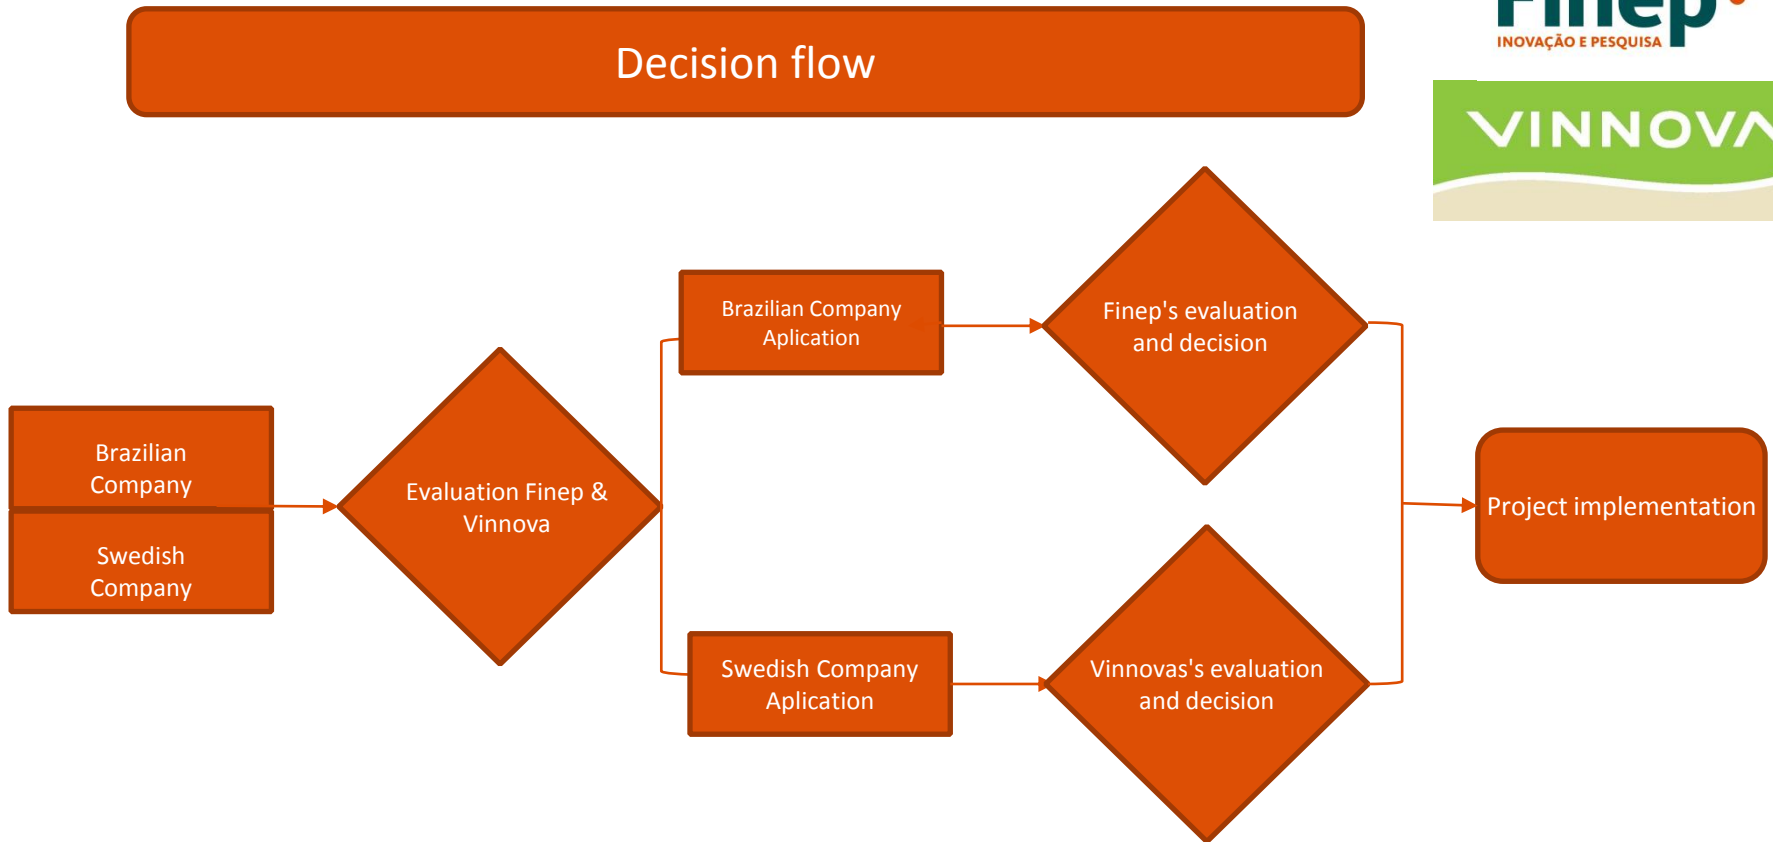 Decision flow
Finep
INOVAÇÃO E PESQUISA
VINNOVA
Brazilian Company
Aplication
Finep's evaluation
and decision
Brazilian
Company
Swedish
Company
Evaluation Finep &
Vinnova
Project implementation
Swedish Company
Aplication
Vinnovas's evaluation
and decision